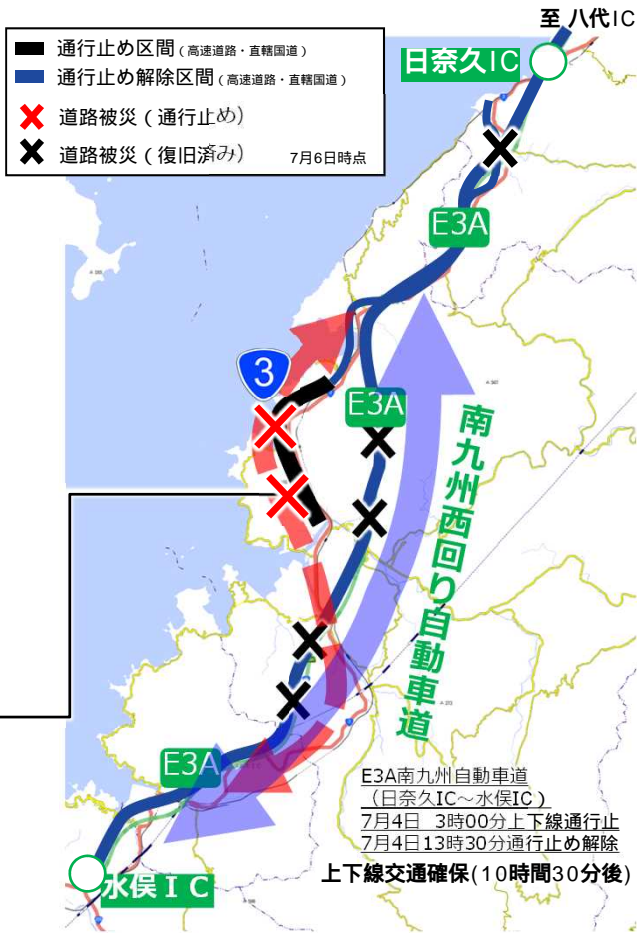 至 八代IC
通行止め区間(高速道路・直轄国道)
通行止め解除区間(高速道路・直轄国道)
道路被災(通行止め)
道路被災(復旧済み) 7月6日時点
日奈久IC
E3A
3
E3A
南九州西回り自動車道
E3A
E3A南九州自動車道
(日奈久IC～水俣IC)
7月4日 3時00分上下線通行止
7月4日13時30分通行止め解除
上下線交通確保(10時間30分後)
水俣IC